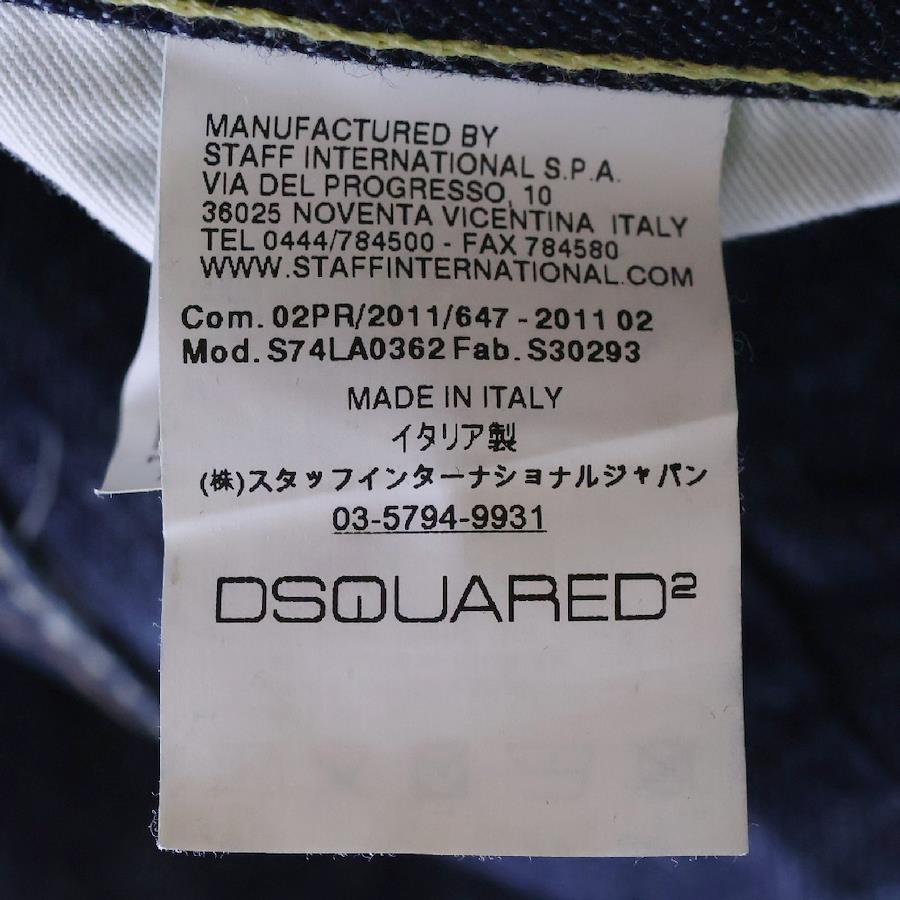 MANUFACTURED BY
STAFF INTERNATIONAL S.P.A.
VIA DEL PROGRESSO, 10
36025 NOVENTA VICENTINA ITALY
TEL 0444/784500 - FAX 784580
WWW.STAFFINTERNATIONAL.COM
Com. 02PR/2011/647 - 2011 02
Mod. S74LA0362 Fab. S30293
MADE IN ITALY
イタリア製
(株)スタッフインターナショナルジャパン
03-5794-9931
DSQUARED²